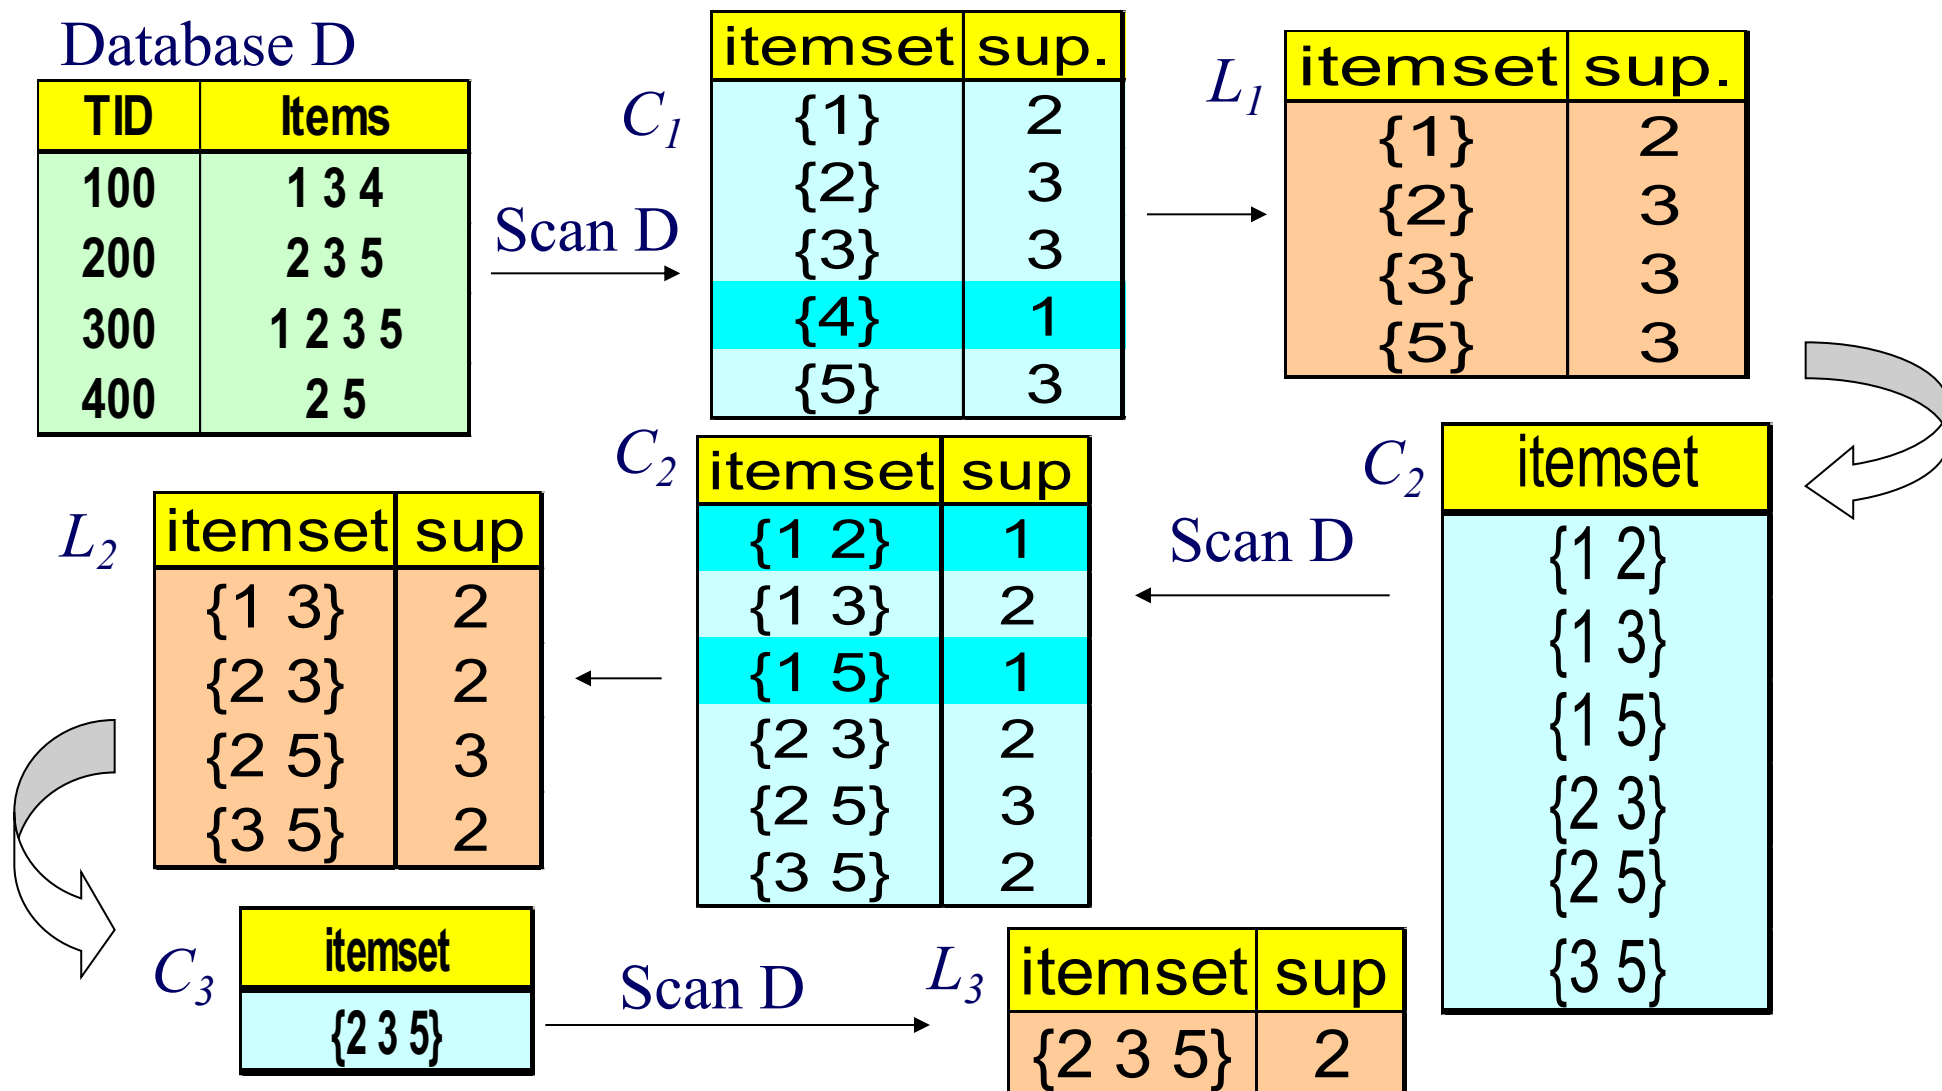 Database D
TID Items
100 1 3 4
200 2 3 5
300 1 2 3 5
400 2 5
Scan D
C1
itemset sup.
{1} 2
{2} 3
{3} 3
{4} 1
{5} 3
L1
itemset sup.
{1} 2
{2} 3
{3} 3
{5} 3
C2
itemset
{1 2}
{1 3}
{1 5}
{2 3}
{2 5}
{3 5}
Scan D
C2
itemset sup
{1 2} 1
{1 3} 2
{1 5} 1
{2 3} 2
{2 5} 3
{3 5} 2
L2
itemset sup
{1 3} 2
{2 3} 2
{2 5} 3
{3 5} 2
C3
itemset
{2 3 5}
Scan D
L3
itemset sup
{2 3 5} 2